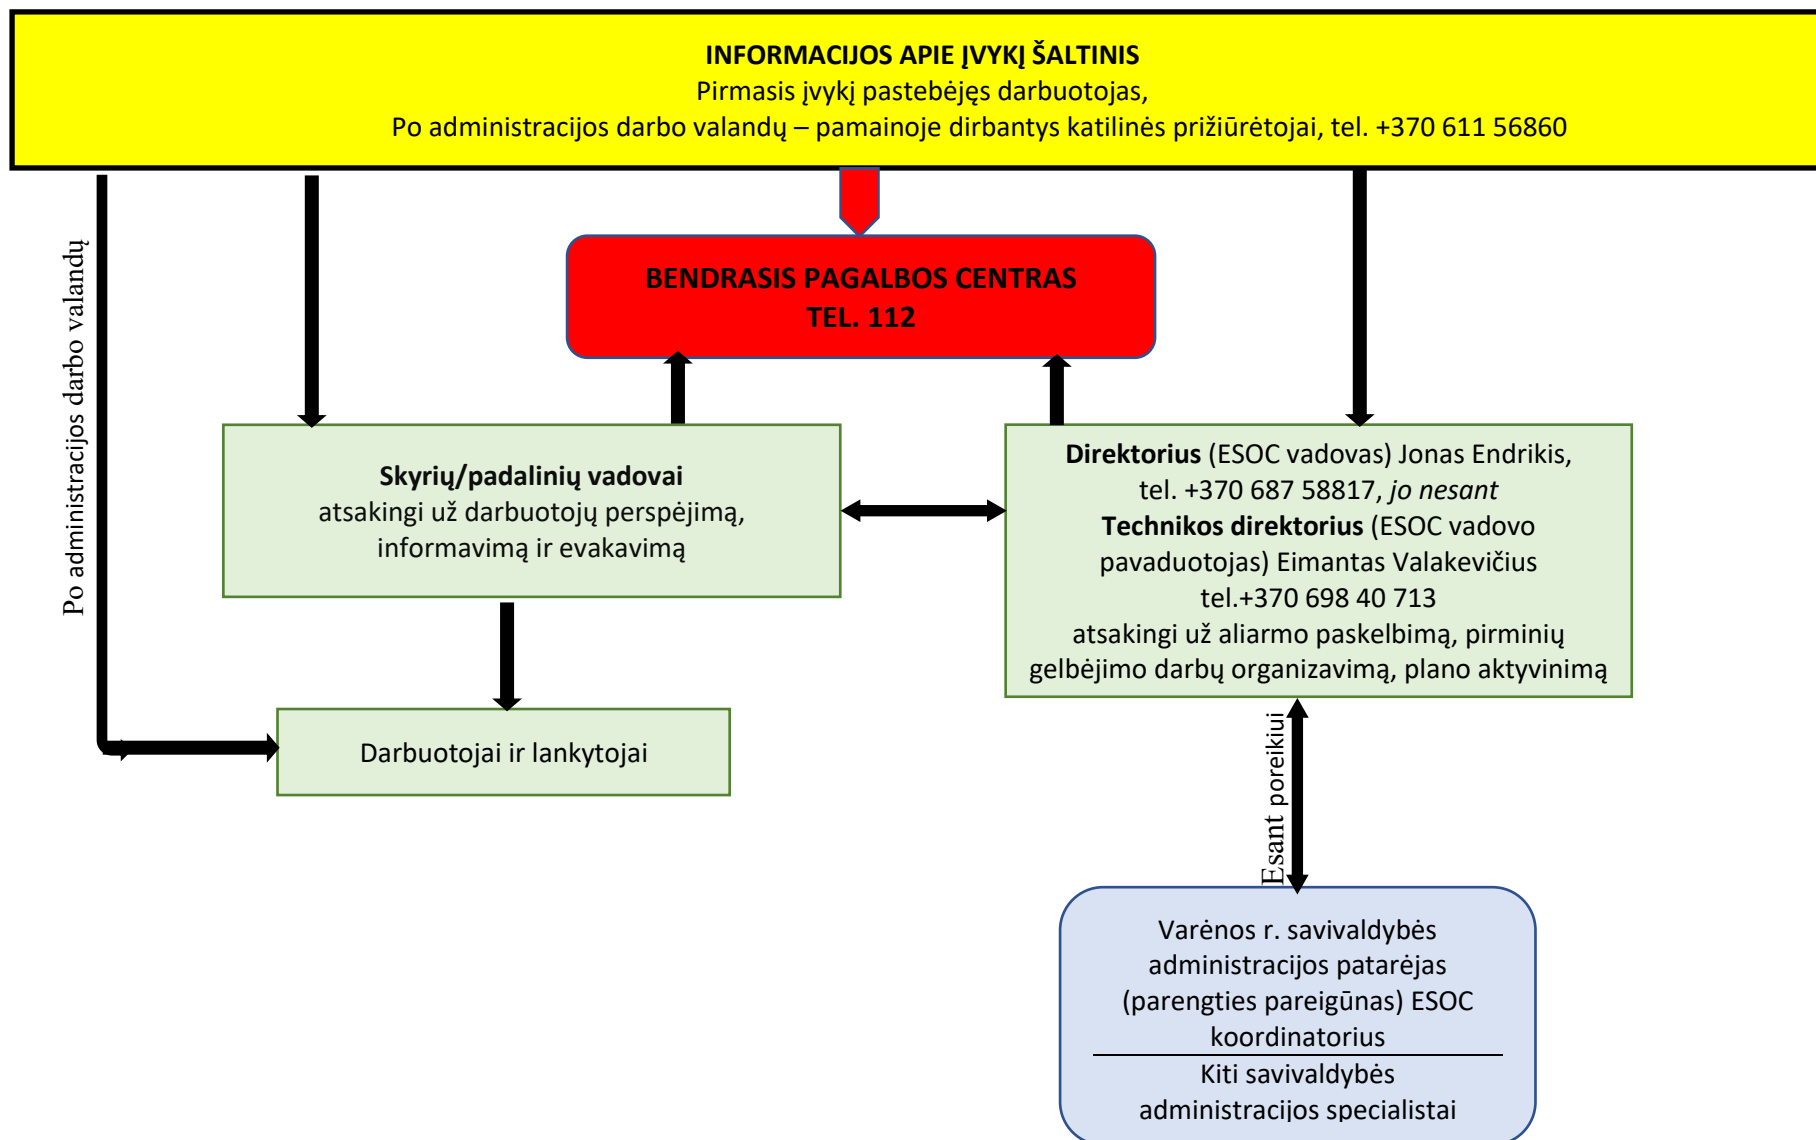 INFORMACIJOS APIE ĮVYKĮ ŠALTINIS
Pirmasis įvykį pastebėjęs darbuotojas,
Po administracijos darbo valandų – pamainoje dirbantys katilinės prižiūrėtojai, tel. +370 611 56860
Po administracijos darbo valandų
BENDRASIS PAGALBOS CENTRAS
TEL. 112
Skyrių/padalinių vadovai
atsakingi už darbuotojų perspėjimą,
informavimą ir evakavimą
Direktorius (ESOC vadovas) Jonas Endrikis,
tel. +370 687 58817, jo nesant
Technikos direktorius (ESOC vadovo
pavaduotojas) Eimantas Valakevičius
tel.+370 698 40 713
atsakingi už aliarmo paskelbimą, pirminių
gelbėjimo darbų organizavimą, plano aktyvinimą
Darbuotojai ir lankytojai
Esant poreikiui
Varėnos r. savivaldybės
administracijos patarėjas
(parengties pareigūnas) ESOC
koordinatorius
Kiti savivaldybės
administracijos specialistai